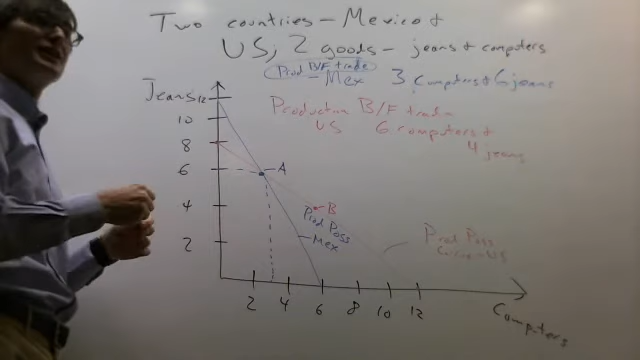 Two countries - Mexico &
US, 2 goods - jeans & computers
Prod B/F trade
- Mex 3 computers & 6 jeans
Production B/F trade
US 6 computers &
4 jeans
Jeans
12
10
8
6
4
2
A
B
Prod Poss
Mex
Prod Poss
US
2 4 6 8 10 12
Computers